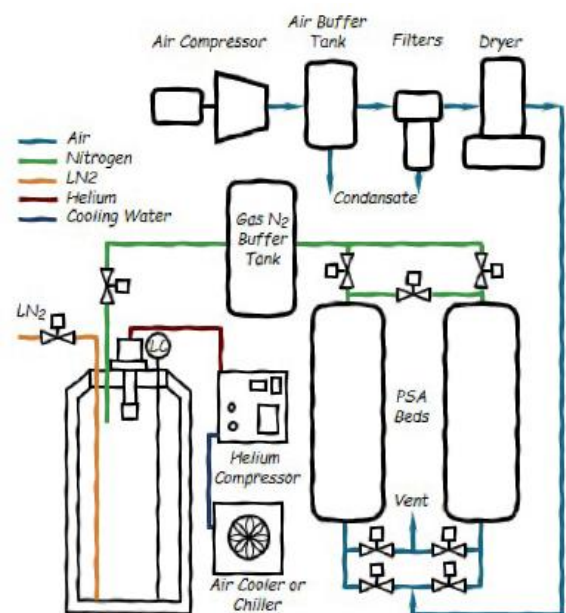 Air Compressor
Air Buffer
Tank
Filters
Dryer
Air
Nitrogen
LN2
Helium
Cooling Water
Condansate
Gas N2
Buffer
Tank
LN2
LC
PSA
Beds
Helium
Compressor
Vent
Air Cooler or
Chiller